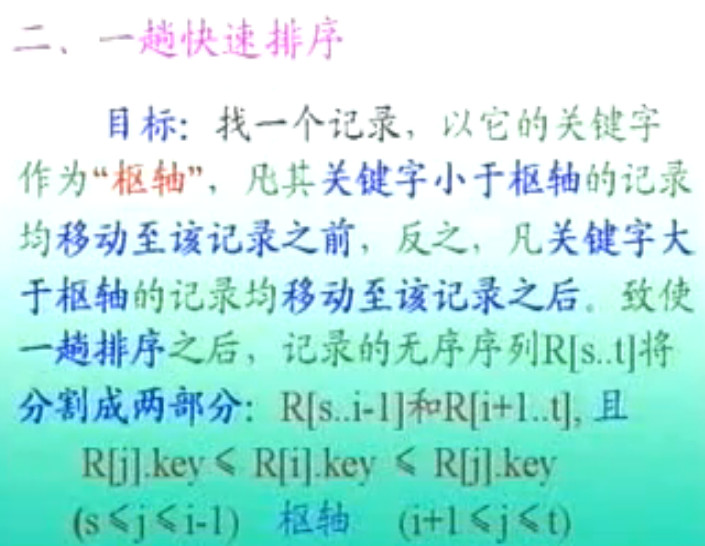 二、一趟快速排序
目标：找一个记录，以它的关键字
作为“枢轴”，凡其关键字小于枢轴的记录
均移动至该记录之前，反之，凡关键字大
于枢轴的记录均移动至该记录之后。致使
一趟排序之后，记录的无序序列R[s..t]将
分割成两部分：R[s..i-1]和R[i+1..t],且
R[j].key ≤ R[i].key ≤ R[j].key
(s≤j≤i-1) 枢轴 (i+1≤j≤t)